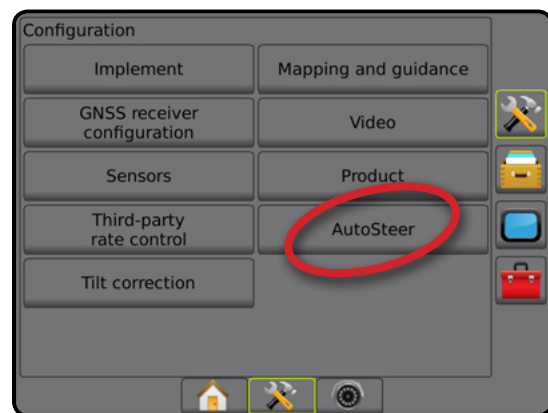 Configuration
Implement
Mapping and guidance
GNSS receiver
configuration
Video
Sensors
Product
Third-party
rate control
AutoSteer
Tilt correction